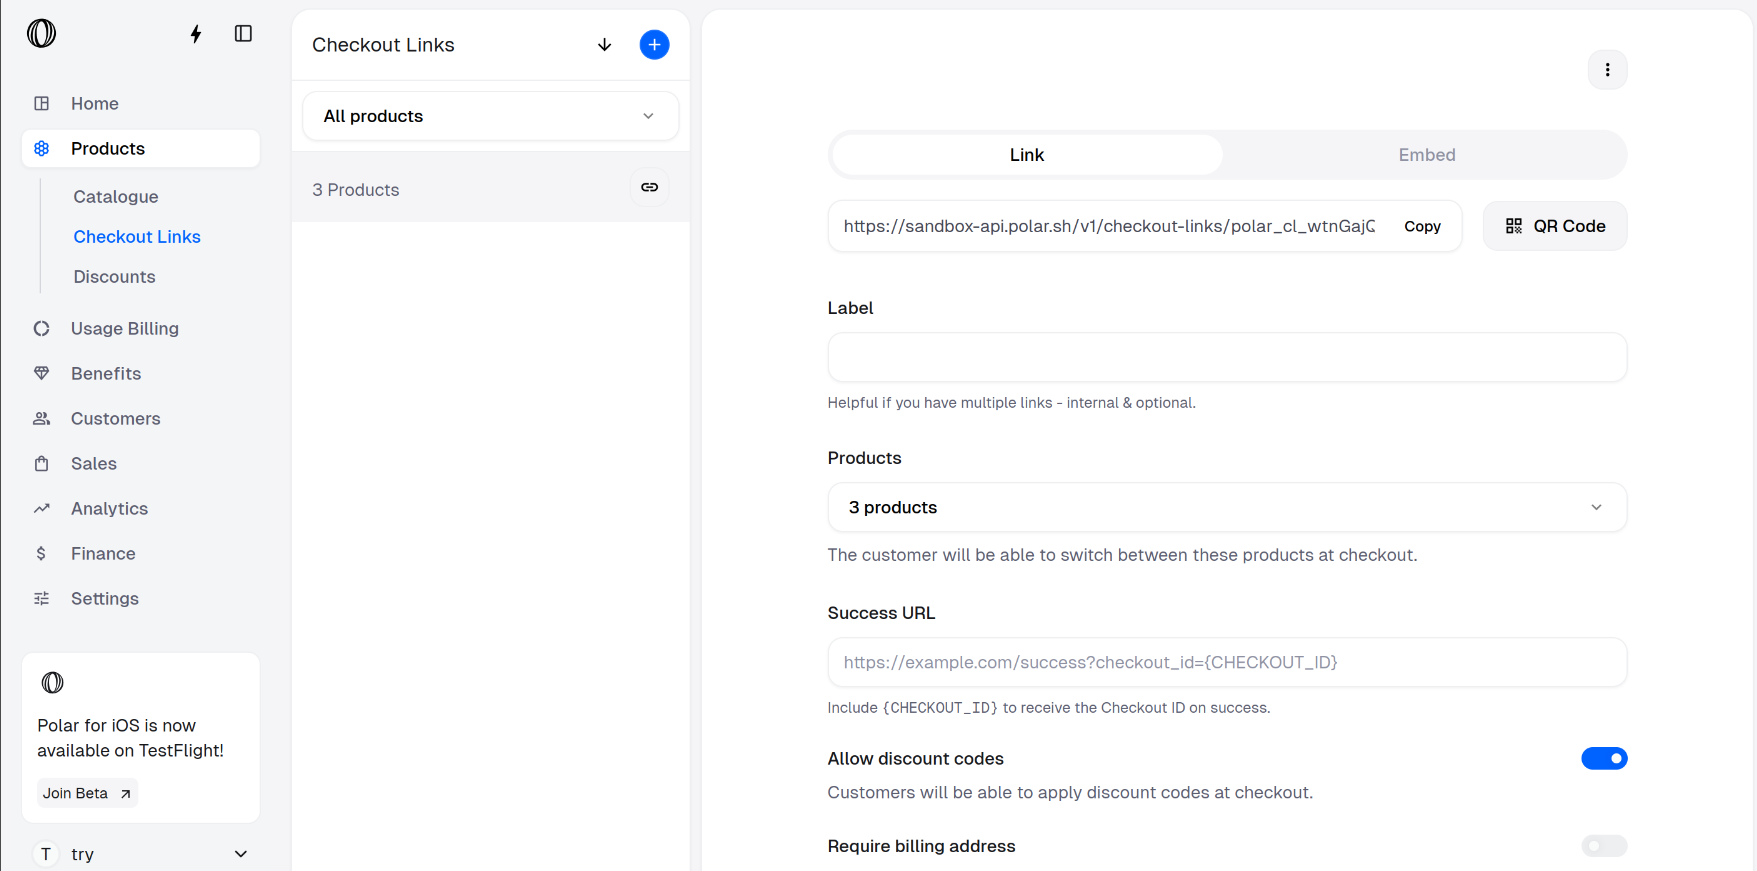 Home
Products
Catalogue
Checkout Links
Discounts
Usage Billing
Benefits
Customers
Sales
Analytics
Finance
Settings
Polar for iOS is now
available on TestFlight!
Join Beta
T try
Checkout Links
All products
3 Products
Link Embed
https://sandbox-api.polar.sh/v1/checkout-links/polar_cl_wtnGajQ Copy QR Code
Label
Helpful if you have multiple links - internal & optional.
Products
3 products
The customer will be able to switch between these products at checkout.
Success URL
https://example.com/success?checkout_id={CHECKOUT_ID}
Include {CHECKOUT_ID} to receive the Checkout ID on success.
Allow discount codes
Customers will be able to apply discount codes at checkout.
Require billing address